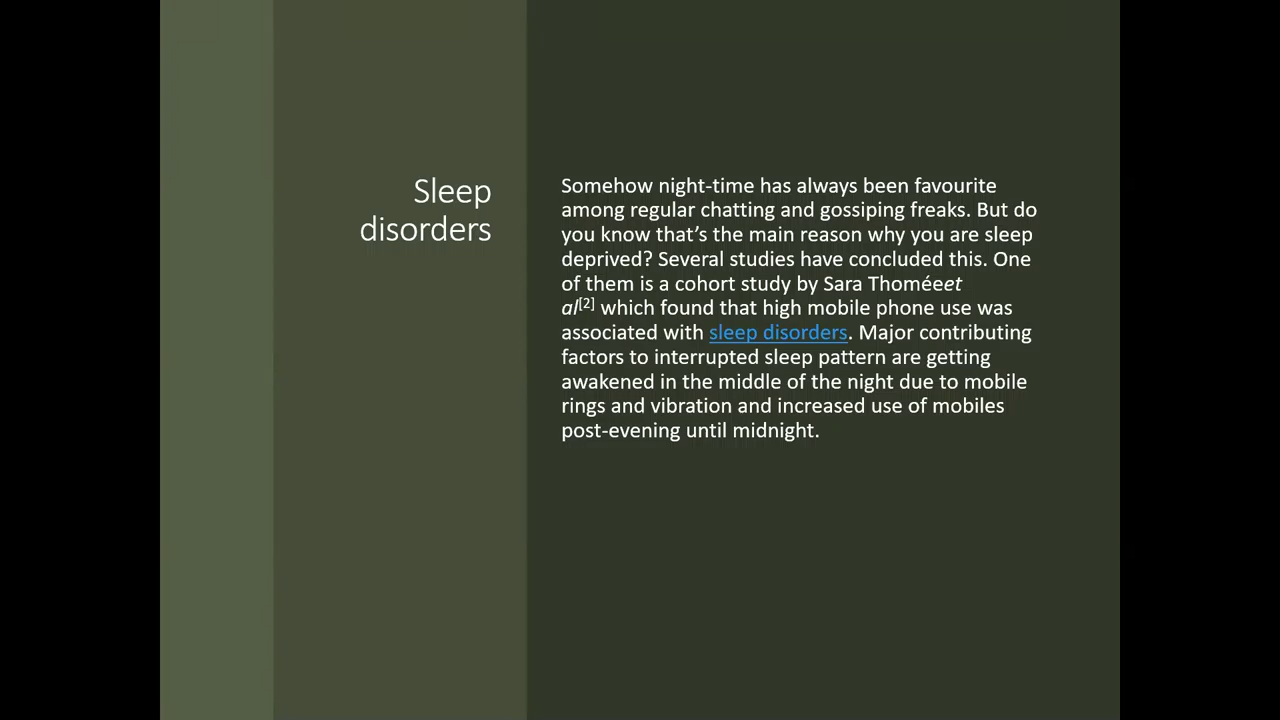 Sleep
disorders
Somehow night-time has always been favourite
among regular chatting and gossiping freaks. But do
you know that’s the main reason why you are sleep
deprived? Several studies have concluded this. One
of them is a cohort study by Sara Thoméeet
al[2] which found that high mobile phone use was
associated with sleep disorders. Major contributing
factors to interrupted sleep pattern are getting
awakened in the middle of the night due to mobile
rings and vibration and increased use of mobiles
post-evening until midnight.